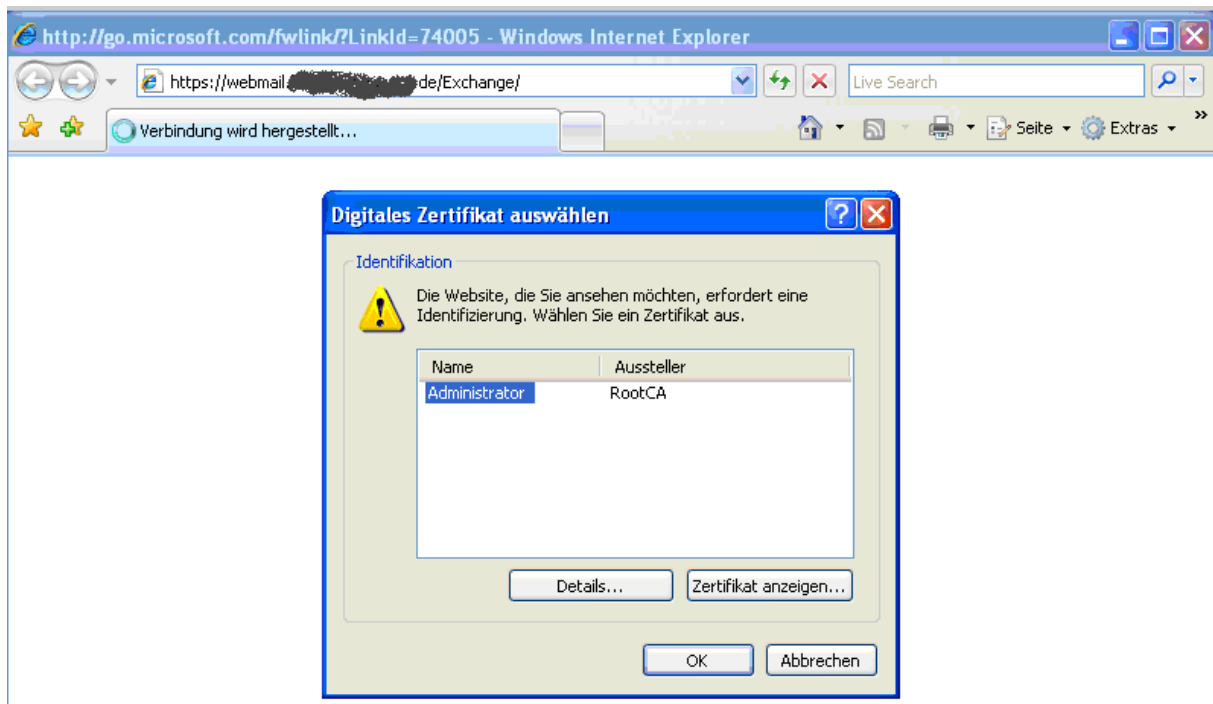 http://go.microsoft.com/fwlink/?LinkId=74005 - Windows Internet Explorer
https://webmail. de/Exchange/
Live Search
Verbindung wird hergestellt...
Seite
Extras
»
Digitales Zertifikat auswählen
Identifikation
Die Website, die Sie ansehen möchten, erfordert eine
Identifizierung. Wählen Sie ein Zertifikat aus.
Name Aussteller
Administrator RootCA
Details... Zertifikat anzeigen...
OK Abbrechen